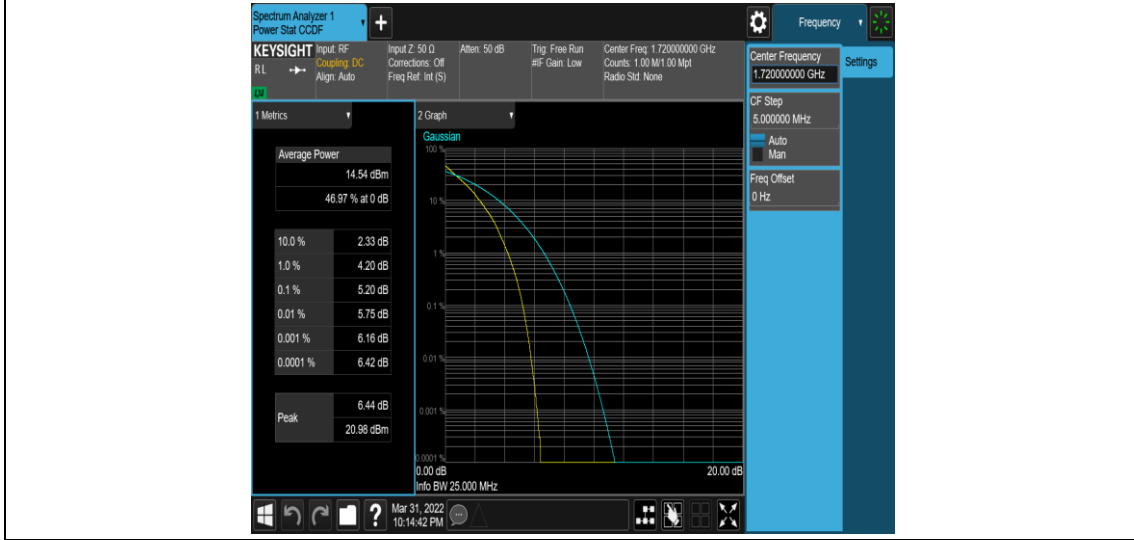 Spectrum Analyzer 1
Power Stat CCDF
+
Frequency
KEYSIGHT
RL
LV
Input: RF
Coupling: DC
Align: Auto
Input Z: 50 Ω
Corrections: Off
Freq Ref: Int (S)
Atten: 50 dB
Trig: Free Run
#IF Gain: Low
Center Freq: 1.720000000 GHz
Counts: 1.00 M/1.00 Mpt
Radio Std: None
Center Frequency
1.720000000 GHz
Settings
CF Step
5.000000 MHz
Auto
Man
Freq Offset
0 Hz
1 Metrics
Average Power
14.54 dBm
46.97 % at 0 dB
10.0 % 2.33 dB
1.0 % 4.20 dB
0.1 % 5.20 dB
0.01 % 5.75 dB
0.001 % 6.16 dB
0.0001 % 6.42 dB
Peak
6.44 dB
20.98 dBm
2 Graph
Gaussian
100 %
10 %
1 %
0.1 %
0.01 %
0.001 %
0.0001 %
0.00 dB 20.00 dB
Info BW 25.000 MHz
?
Mar 31, 2022
10:14:42 PM